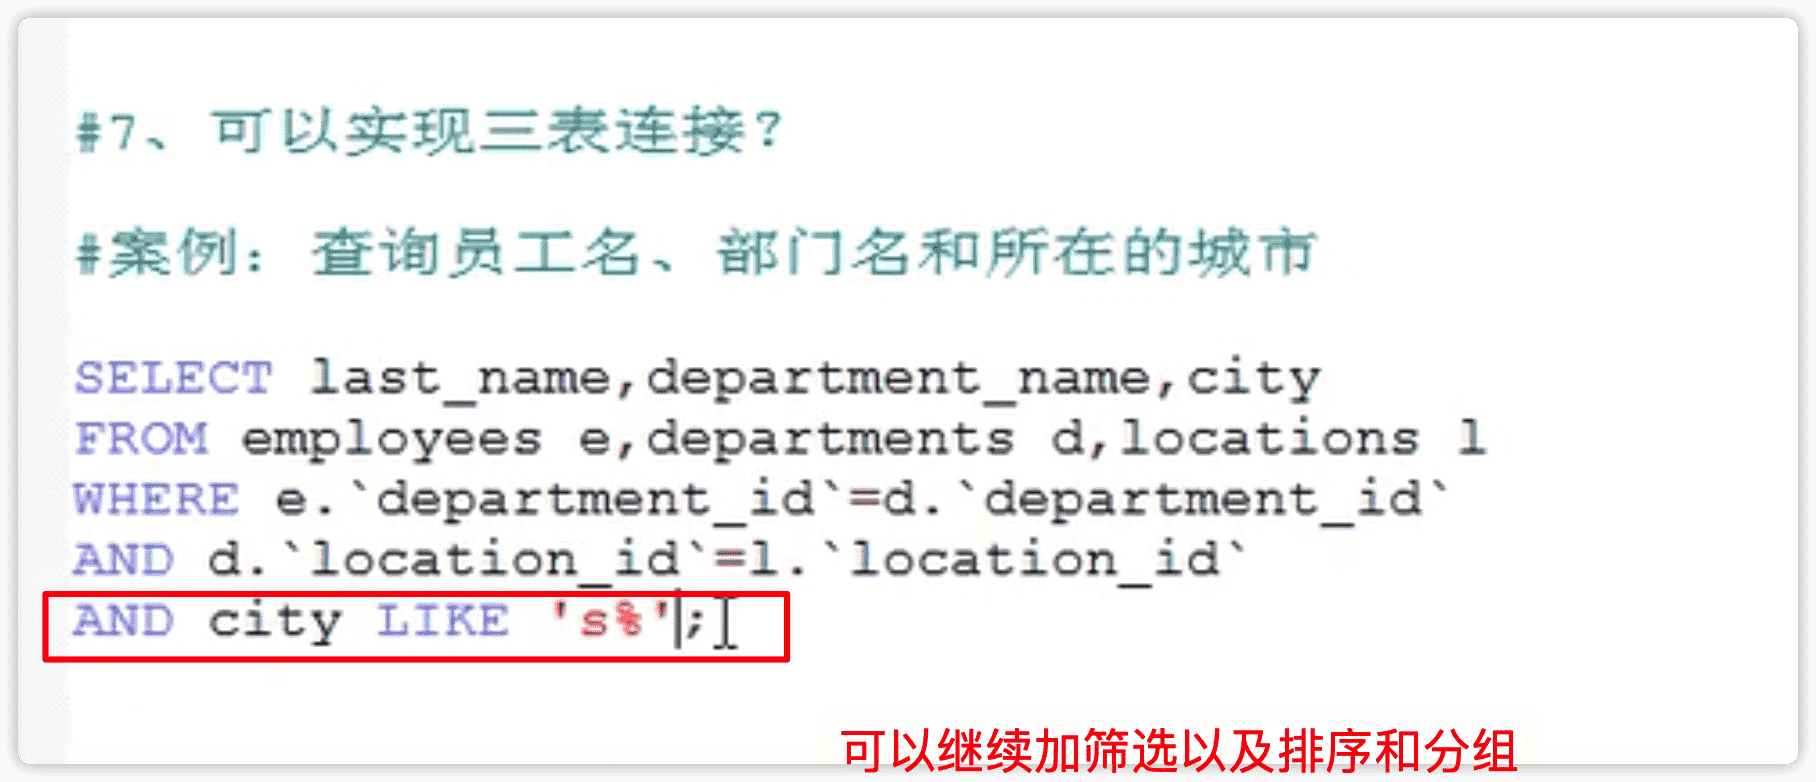 #7、可以实现三表连接？
#案例：查询员工名、部门名和所在的城市
SELECT last_name,department_name,city
FROM employees e,departments d,locations l
WHERE e.`department_id`=d.`department_id`
AND d.`location_id`=l.`location_id`
AND city LIKE 's%';
可以继续加筛选以及排序和分组